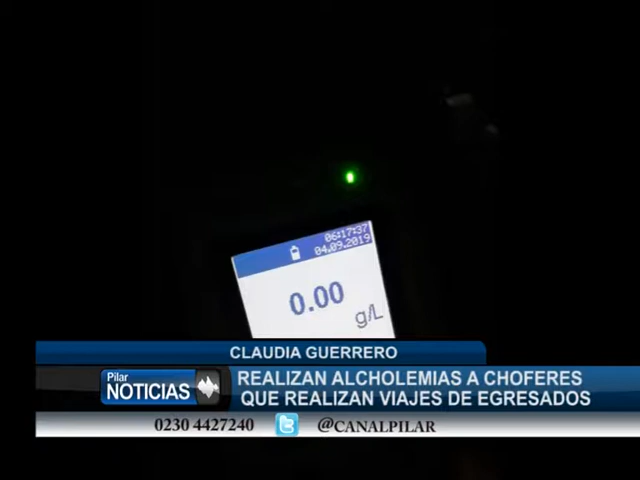 06:17:37
04.09.2019
0.00
g/L
CLAUDIA GUERRERO
Pilar
NOTICIAS
REALIZAN ALCHOLEMIAS A CHOFERES
QUE REALIZAN VIAJES DE EGRESADOS
0230 4427240
@CANALPILAR